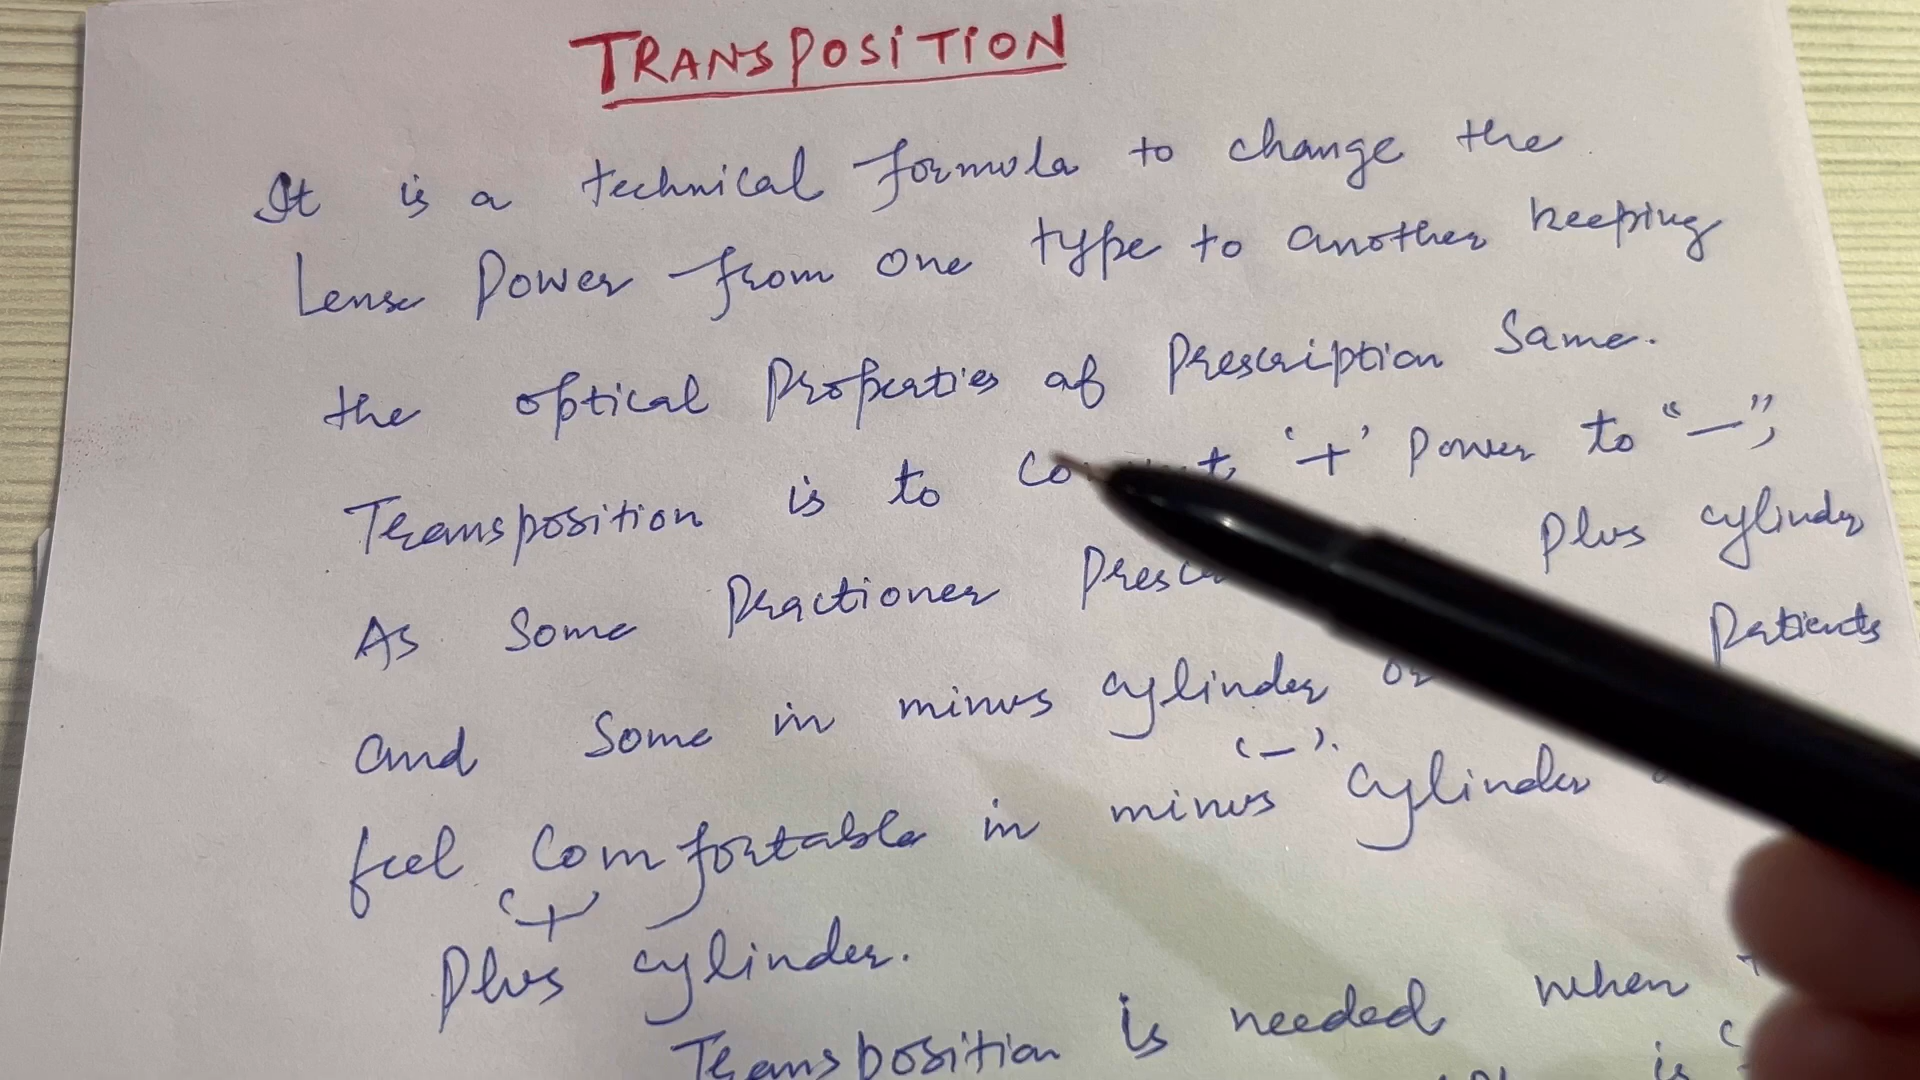 TRANSPOSITION
It is a technical formula to change the
Lense Power from one type to another keeping
the optical Properties of Prescription Same.
Transposition is to '+' Power to "—",
As Some Practioner Plus cylinder
and Some in minus cylinder or Patients
(—).
feel Comfortable in minus cylinder
'+'
Plus cylinder.
Transposition is needed when
is